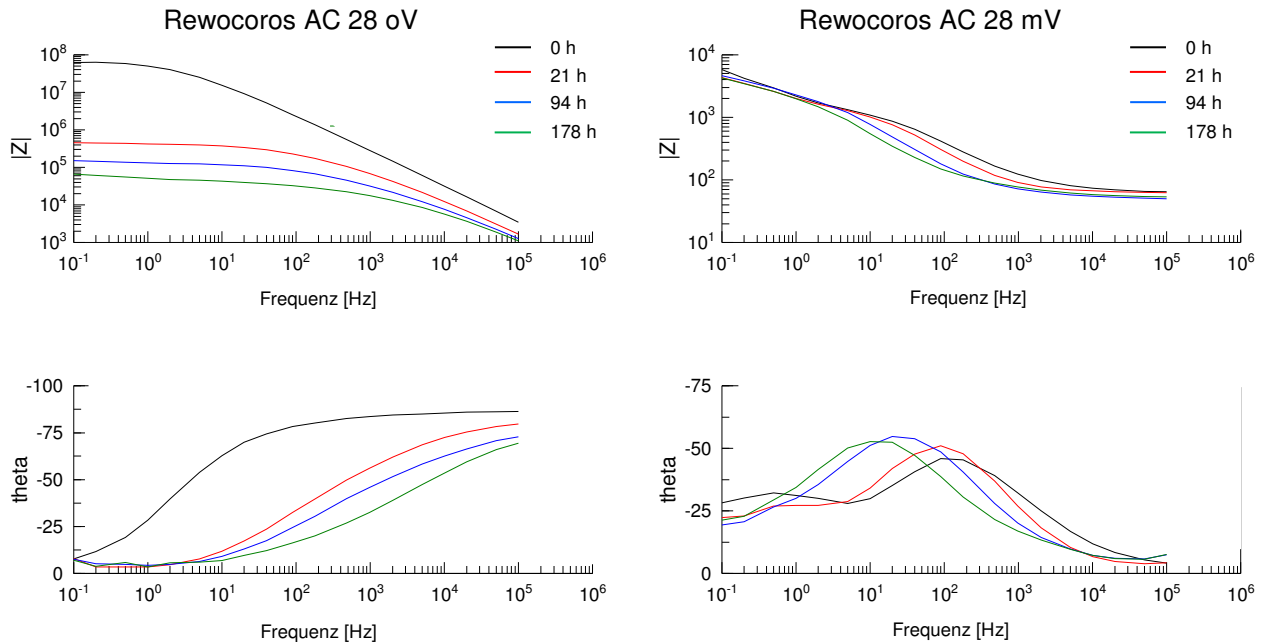 Rewocoros AC 28 oV
10^8
10^7
10^6
10^5
10^4
10^3
|Z|
0 h
21 h
94 h
178 h
10^-1 10^0 10^1 10^2 10^3 10^4 10^5 10^6
Frequenz [Hz]
Rewocoros AC 28 mV
10^4
10^3
10^2
10^1
|Z|
0 h
21 h
94 h
178 h
10^-1 10^0 10^1 10^2 10^3 10^4 10^5 10^6
Frequenz [Hz]
-100
-75
-50
-25
0
theta
10^-1 10^0 10^1 10^2 10^3 10^4 10^5 10^6
Frequenz [Hz]
-75
-50
-25
0
theta
10^-1 10^0 10^1 10^2 10^3 10^4 10^5 10^6
Frequenz [Hz]